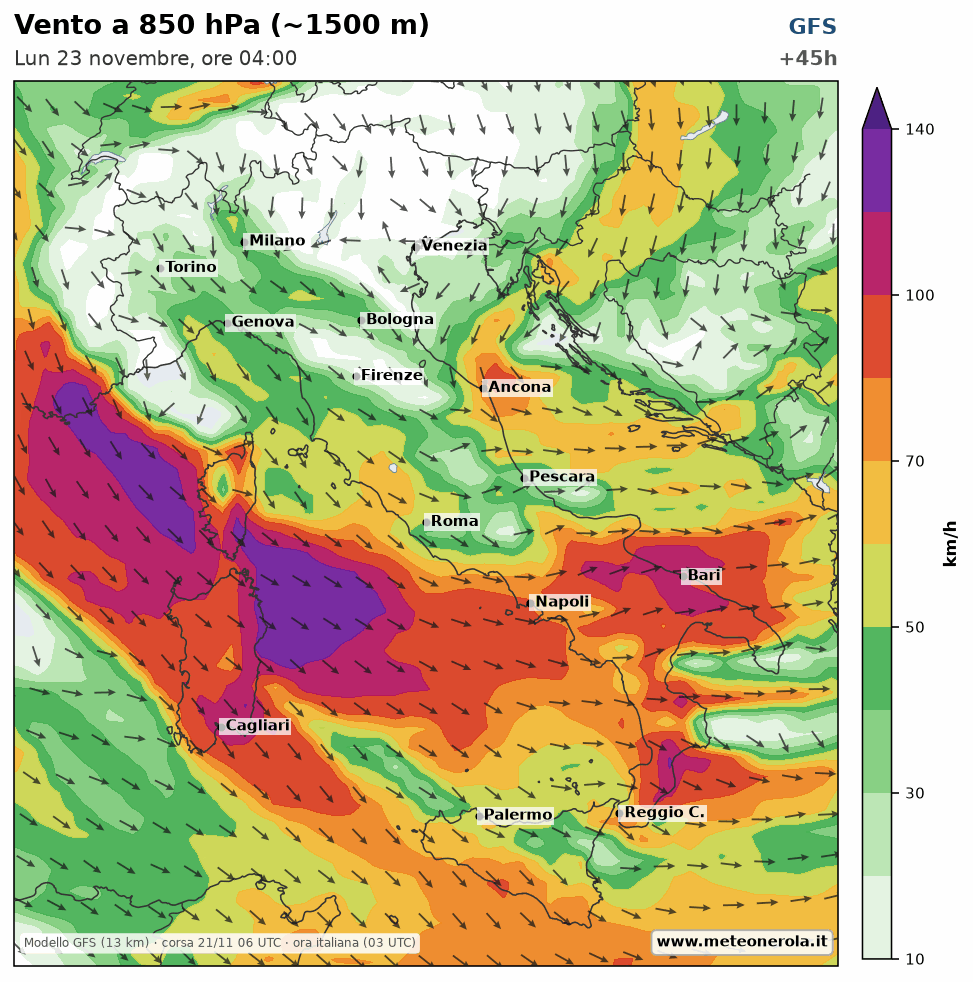 Vento a 850 hPa (~1500 m)
GFS
Lun 23 novembre, ore 04:00
+45h
140
Milano
Venezia
Torino
100
Genova
Bologna
Firenze
Ancona
70
Pescara
Roma
km/h
Bari
Napoli
50
Cagliari
30
Palermo
Reggio C.
Modello GFS (13 km) · corsa 21/11 06 UTC · ora italiana (03 UTC)
www.meteonerola.it
10